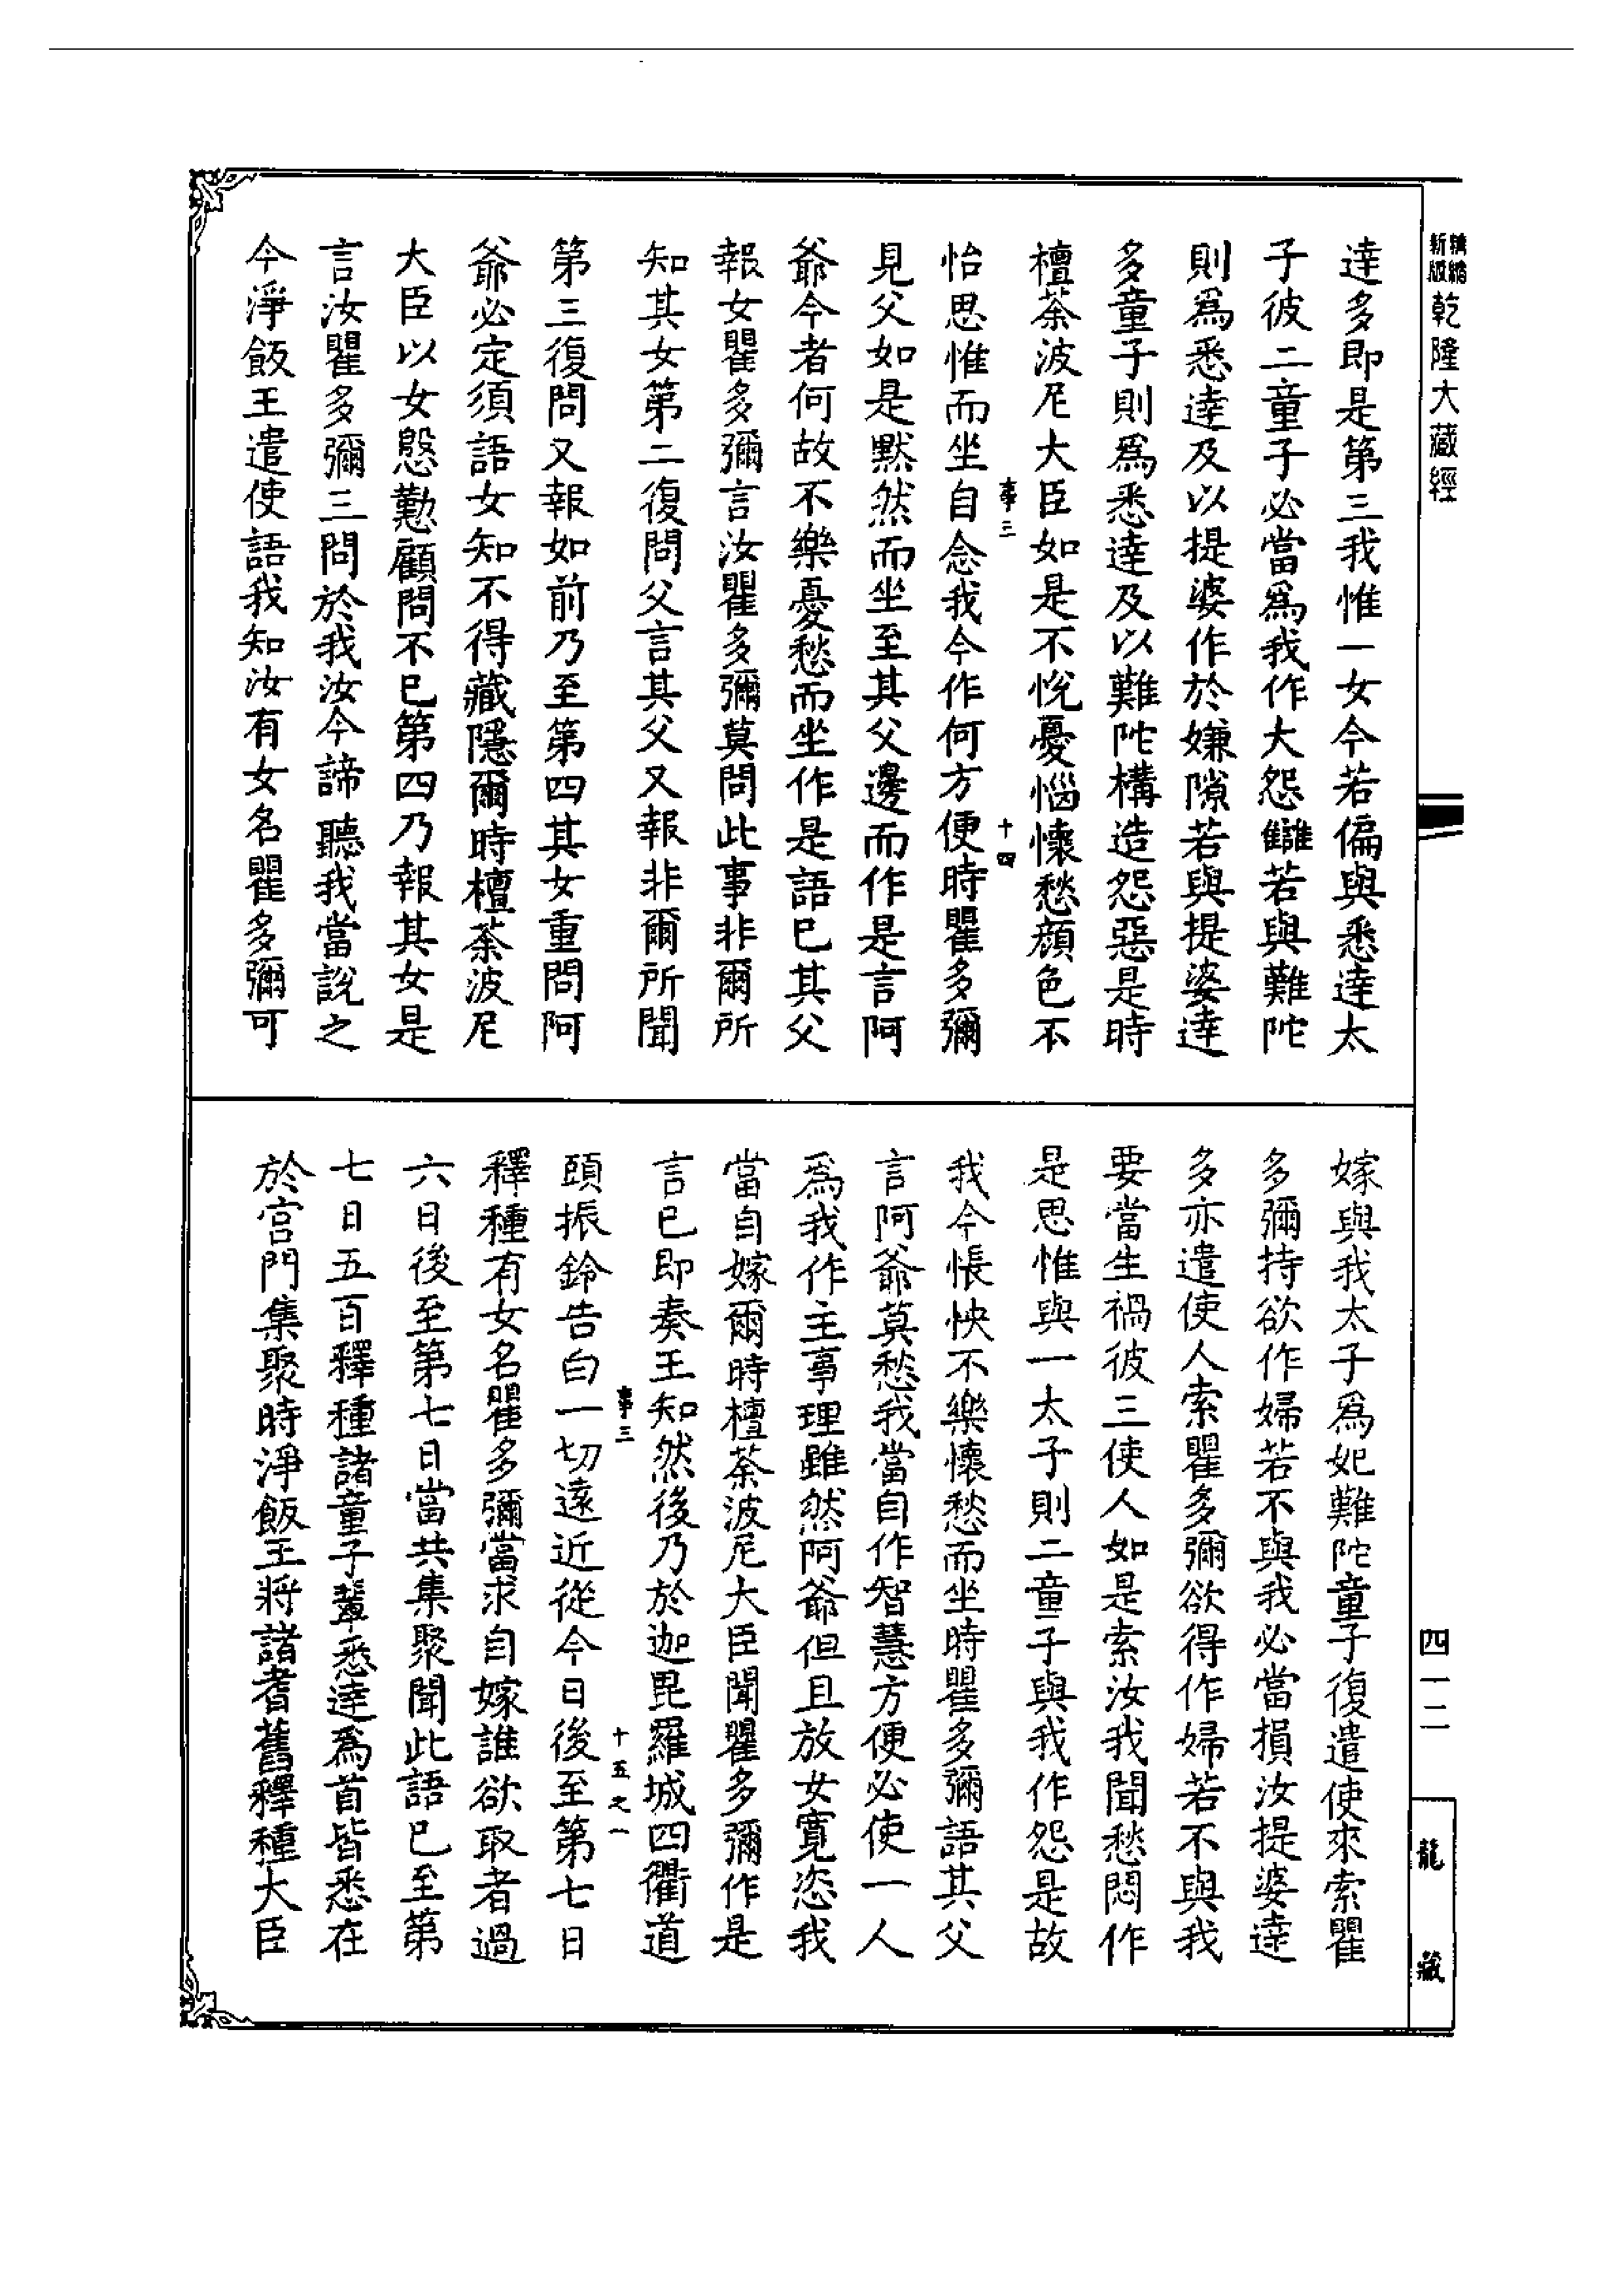 精縮新版乾隆大藏經
達多即是第三我惟一女今若偏與悉達太
子彼二童子必當爲我作大怨讎若與難陀
則爲悉達及以提婆作於嫌隙若與提婆達
多童子則爲悉達及以難陀構造怨惡是時
檀茶波尼大臣如是不悅憂惱懷愁顏色不
事三 十四
怡思惟而坐自念我今作何方便時瞿多彌
見父如是默然而坐至其父邊而作是言阿
爺今者何故不樂憂愁而坐作是語已其父
報女瞿多彌言汝瞿多彌莫問此事非爾所
知其女第二復問父言其父又報非爾所聞
第三復問又報如前乃至第四其女重問阿
爺必定須語女知不得藏隱爾時檀茶波尼
大臣以女慇懃顧問不已第四乃報其女是
言汝瞿多彌三問於我汝今諦聽我當說之
今淨飯王遣使語我知汝有女名瞿多彌可
嫁與我太子爲妃難陀童子復遣使來索瞿
多彌持欲作婦若不與我必當損汝提婆達
多亦遣使人索瞿多彌欲得作婦若不與我
要當生禍彼三使人如是索汝我聞愁悶作
是思惟與一太子則二童子與我作怨是故
我今悵怏不樂懷愁而坐時瞿多彌語其父
言阿爺莫愁我當自作智慧方便必使一人
爲我作主事理雖然阿爺但且放女寬恣我
當自嫁爾時檀茶波尼大臣聞瞿多彌作是
言已即奏王知然後乃於迦毘羅城四衢道
事三 十五之一
頭振鈴告白一切遠近從今日後至第七日
釋種有女名瞿多彌當求自嫁誰欲取者過
六日後至第七日當共集聚聞此語已至第
七日五百釋種諸童子輩悉達爲首皆悉在
於宮門集聚時淨飯王將諸耆舊釋種大臣
四一二
龍藏